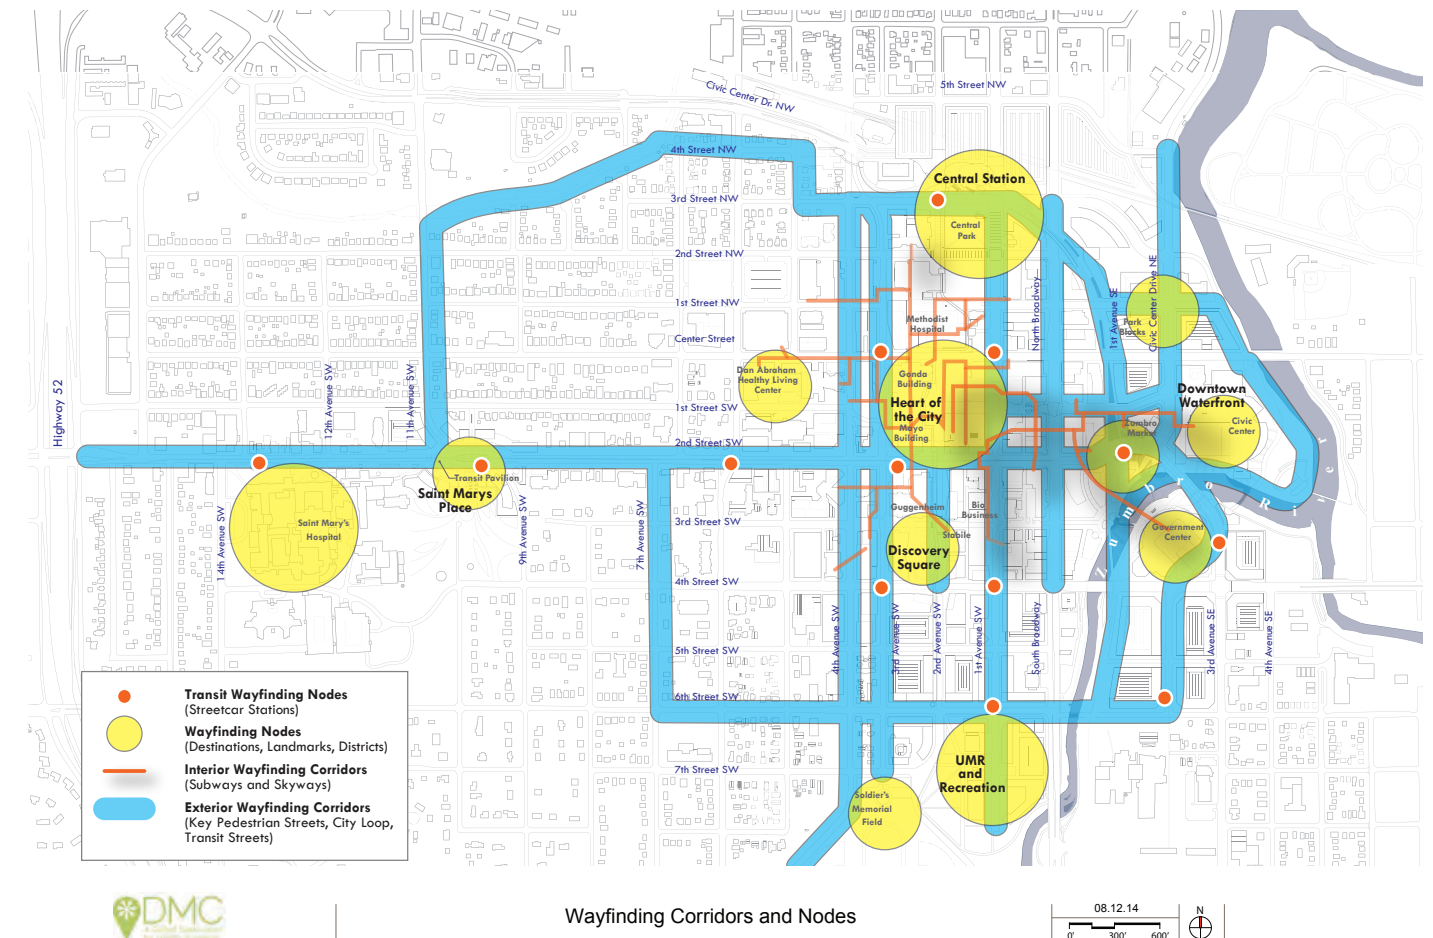 5th Street NW
Civic Center Dr. NW
4th Street NW
Central Station
3rd Street NW
Central
Park
2nd Street NW
North Broadway
1st Avenue SE
Civic Center Drive NE
1st Street NW
Methodist
Hospital
Park
Blocks
Center Street
Highway 52
12th Avenue SW
11th Avenue SW
Dan Abraham
Healthy Living
Center
Gonda
Building
Heart of
the City
Mayo
Building
Downtown
Waterfront
1st Street SW
Civic
Center
Zumbro
Market
2nd Street SW
Transit Pavilion
Saint Marys
Place
Zumbro River
14th Avenue SW
Saint Mary's
Hospital
9th Avenue SW
7th Avenue SW
3rd Street SW
Guggenheim
Bio
Business
Stabile
Government
Center
Discovery
Square
4th Street SW
4th Avenue SW
3rd Avenue SW
2nd Avenue SW
1st Avenue SW
South Broadway
3rd Avenue SE
4th Avenue SE
5th Street SW
6th Street SW
7th Street SW
UMR
and
Recreation
Soldier's
Memorial
Field
Transit Wayfinding Nodes
(Streetcar Stations)
Wayfinding Nodes
(Destinations, Landmarks, Districts)
Interior Wayfinding Corridors
(Subways and Skyways)
Exterior Wayfinding Corridors
(Key Pedestrian Streets, City Loop,
Transit Streets)
DMC
Wayfinding Corridors and Nodes
08.12.14
N
0' 300' 600'